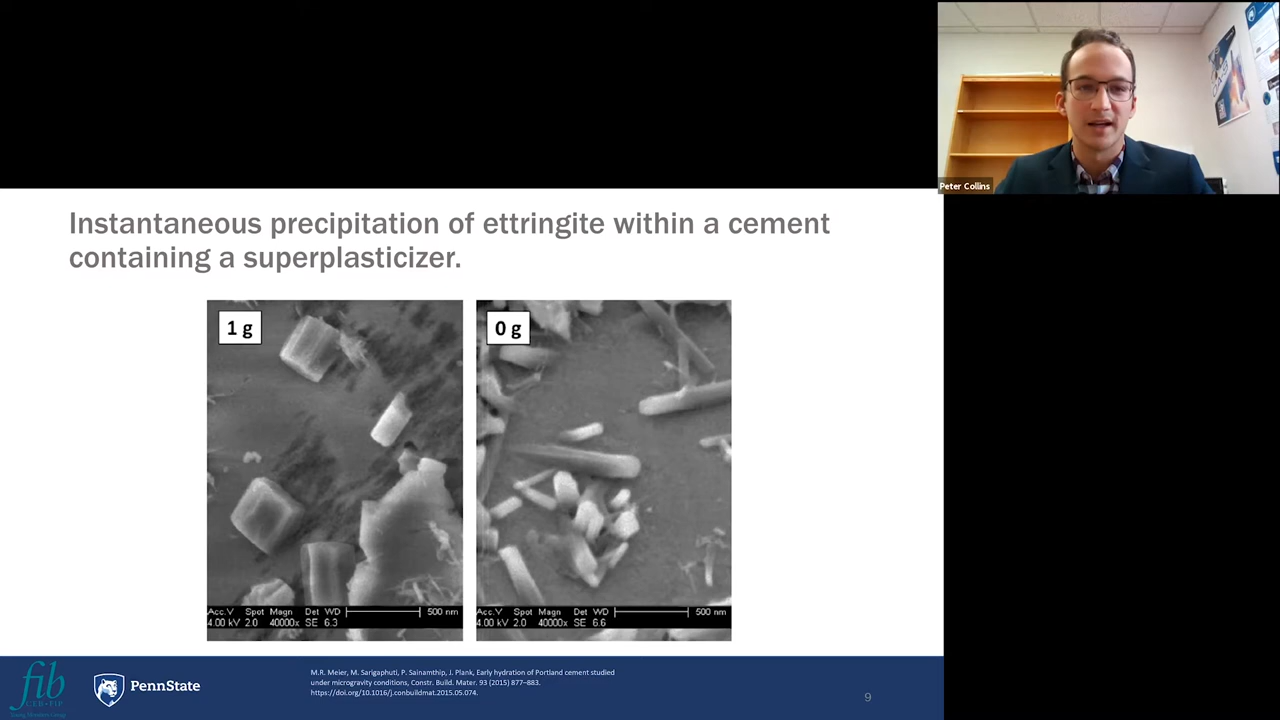 Peter Collins
Instantaneous precipitation of ettringite within a cement
containing a superplasticizer.
1 g
0 g
Acc.V Spot Magn Det WD 500 nm
4.00 kV 2.0 40000x SE 6.3
Acc.V Spot Magn Det WD 500 nm
4.00 kV 2.0 40000x SE 6.6
fib
CEB-FIP
Young Members Group
PennState
M.R. Meier, M. Sarigaphuti, P. Sainamthip, J. Plank, Early hydration of Portland cement studied
under microgravity conditions, Constr. Build. Mater. 93 (2015) 877–883.
https://doi.org/10.1016/j.conbuildmat.2015.05.074.
9